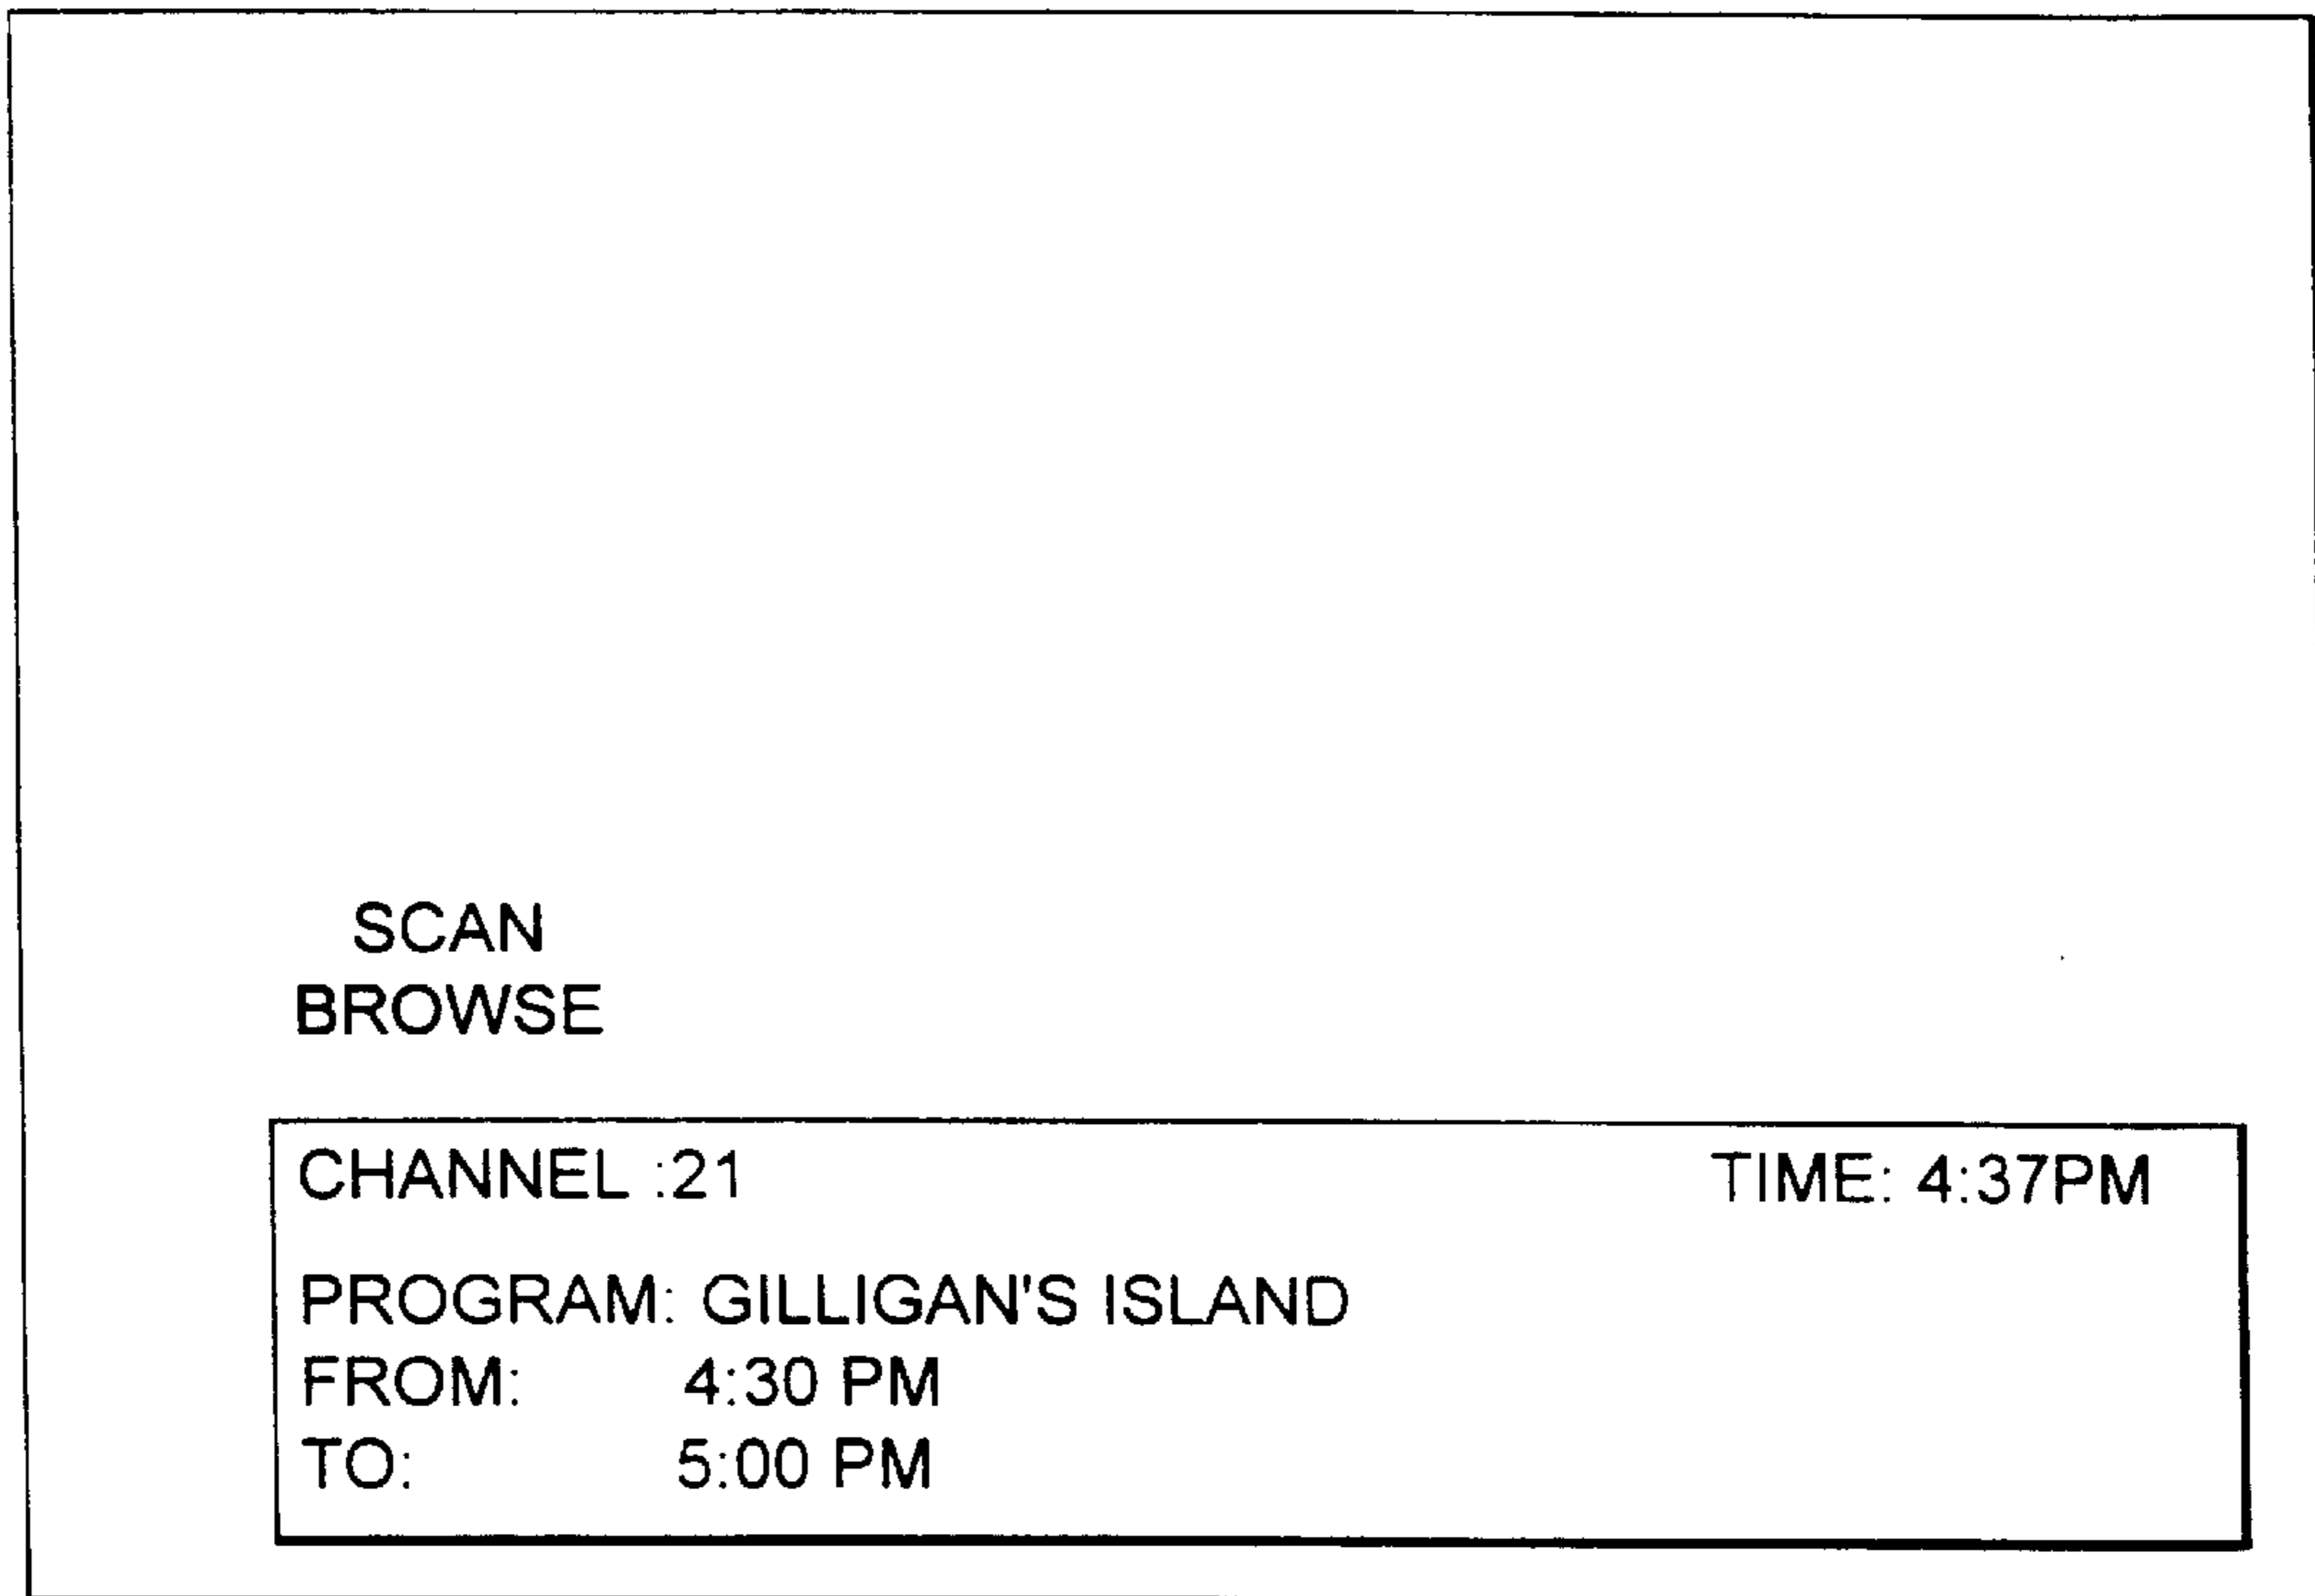 SCAN
BROWSE
CHANNEL :21 TIME: 4:37PM
PROGRAM: GILLIGAN'S ISLAND
FROM: 4:30 PM
TO: 5:00 PM